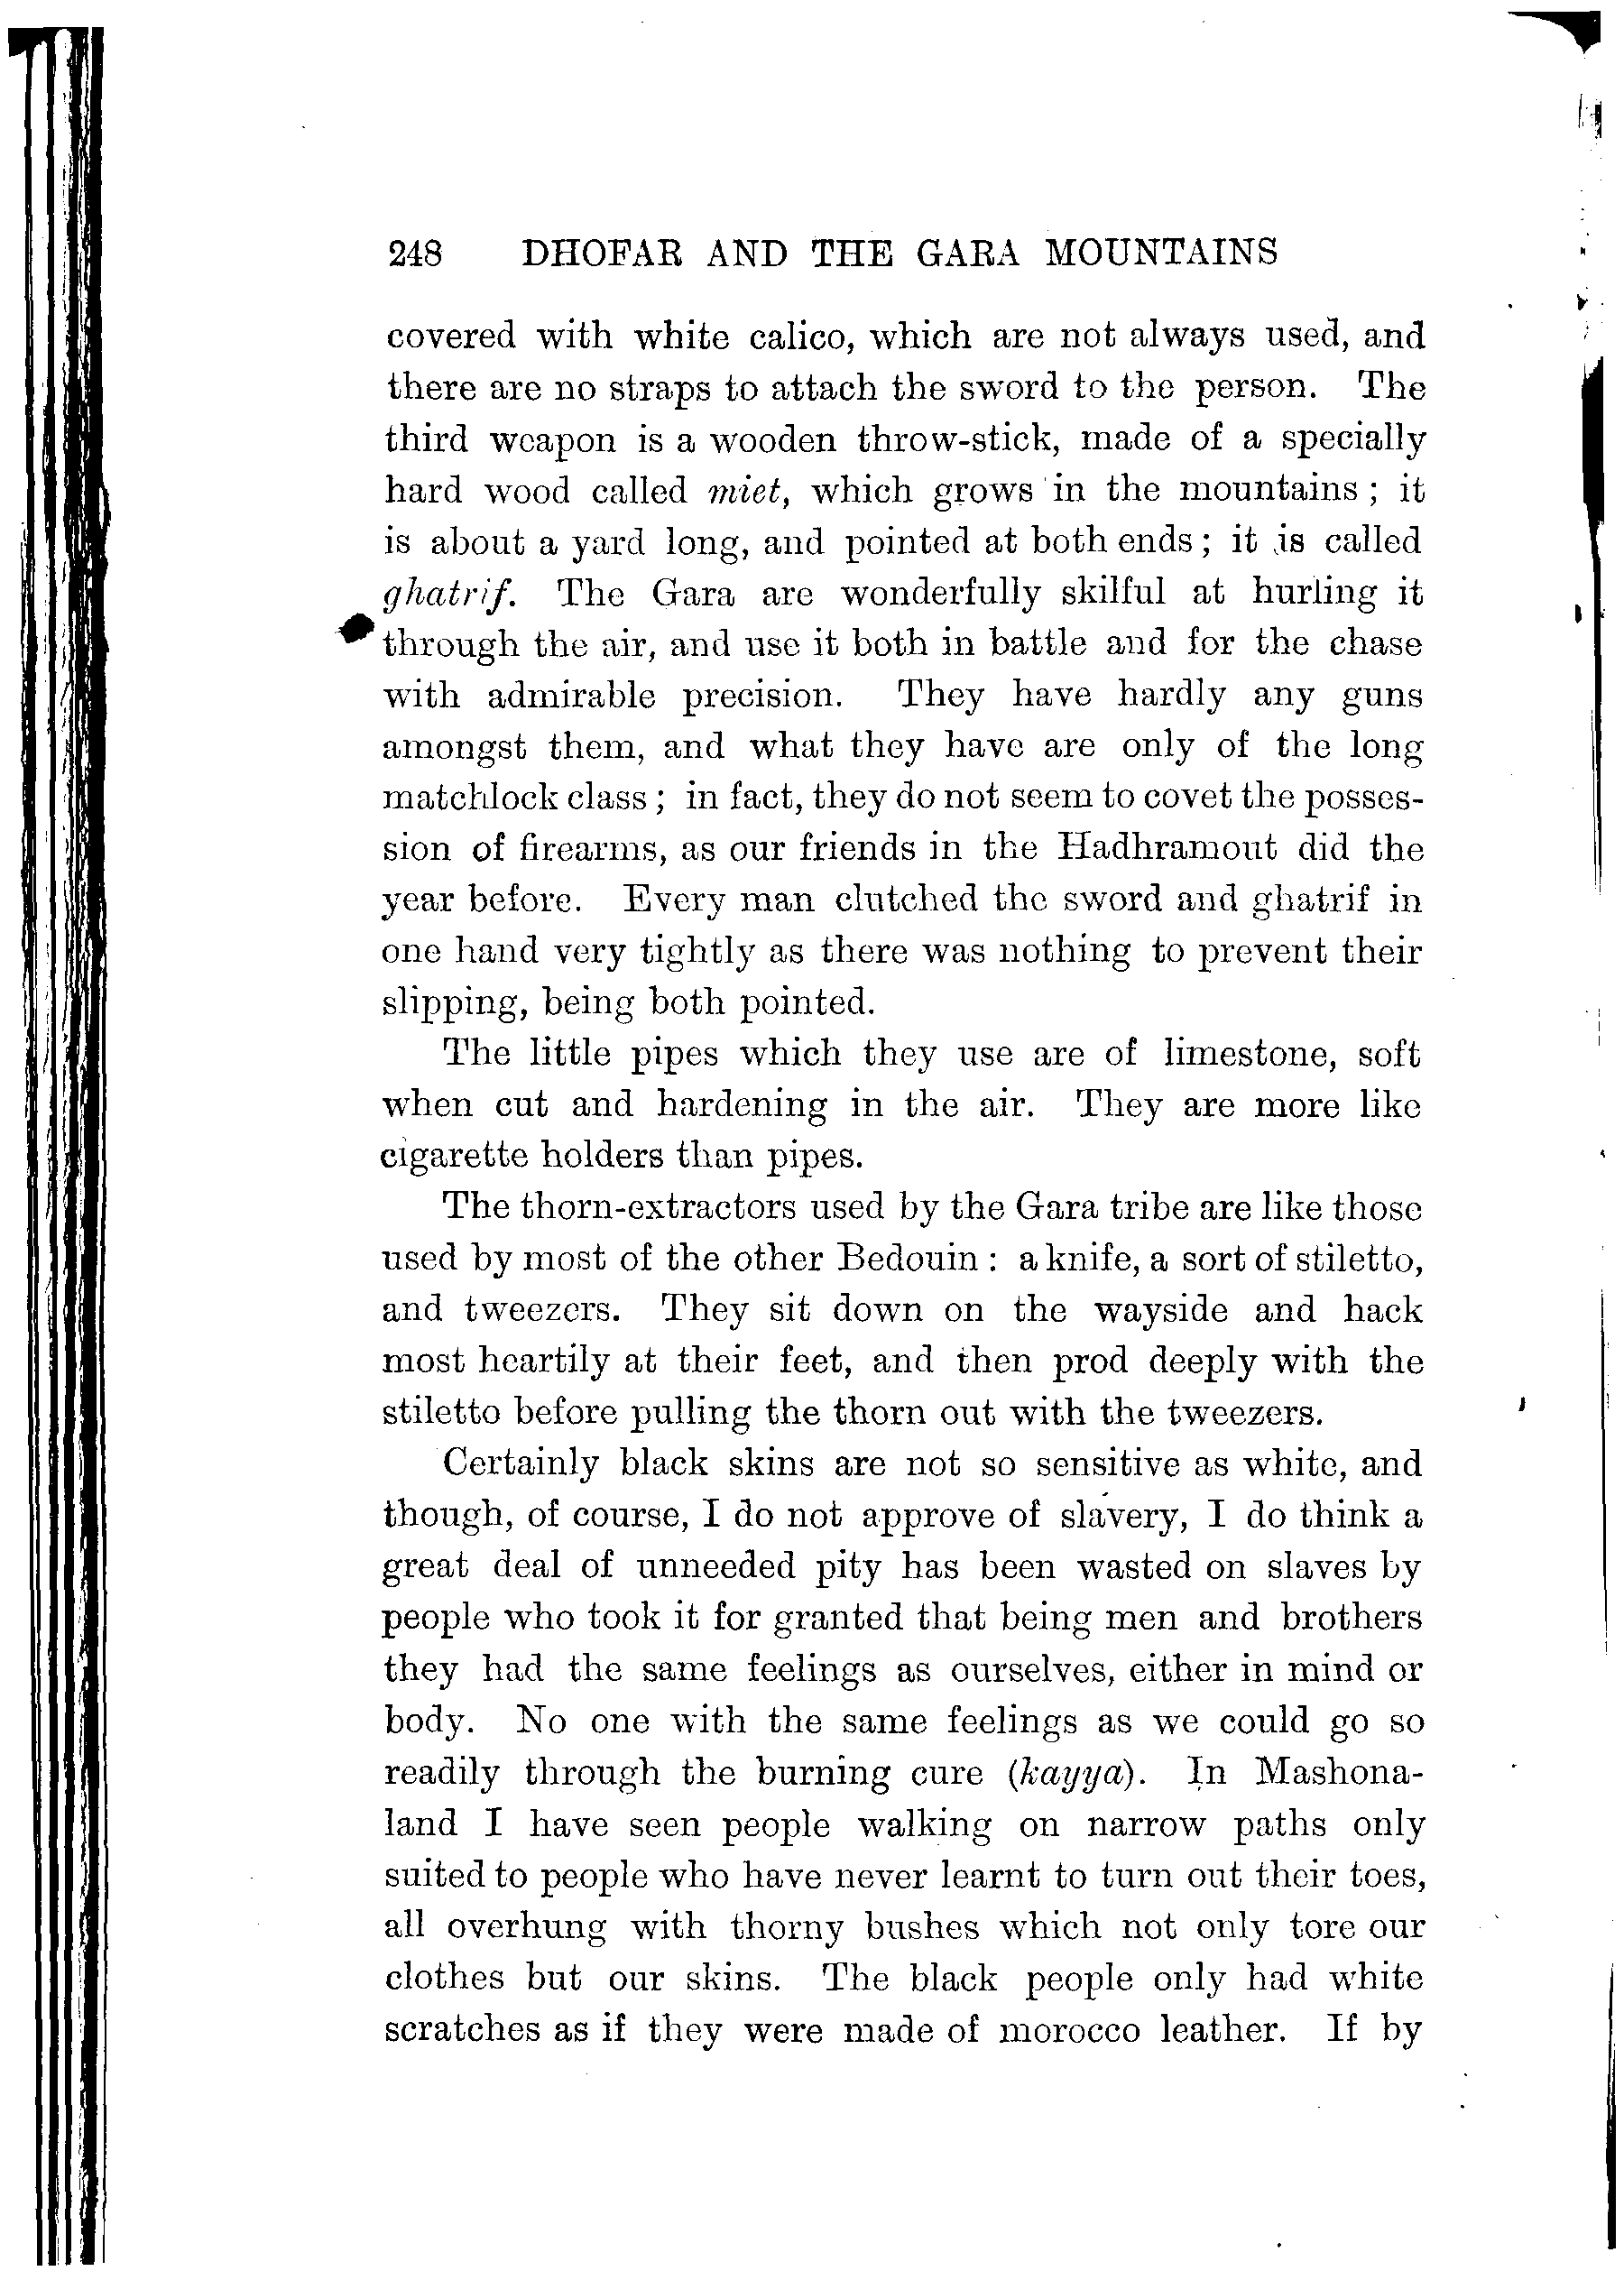 248 DHOFAR AND THE GARA MOUNTAINS
covered with white calico, which are not always used, and
there are no straps to attach the sword to the person. The
third weapon is a wooden throw-stick, made of a specially
hard wood called miet, which grows in the mountains ; it
is about a yard long, and pointed at both ends ; it is called
ghatrif. The Gara are wonderfully skilful at hurling it
through the air, and use it both in battle and for the chase
with admirable precision. They have hardly any guns
amongst them, and what they have are only of the long
matchlock class ; in fact, they do not seem to covet the posses-
sion of firearms, as our friends in the Hadhramout did the
year before. Every man clutched the sword and ghatrif in
one hand very tightly as there was nothing to prevent their
slipping, being both pointed.
The little pipes which they use are of limestone, soft
when cut and hardening in the air. They are more like
cigarette holders than pipes.
The thorn-extractors used by the Gara tribe are like those
used by most of the other Bedouin : a knife, a sort of stiletto,
and tweezers. They sit down on the wayside and hack
most heartily at their feet, and then prod deeply with the
stiletto before pulling the thorn out with the tweezers.
Certainly black skins are not so sensitive as white, and
though, of course, I do not approve of slavery, I do think a
great deal of unneeded pity has been wasted on slaves by
people who took it for granted that being men and brothers
they had the same feelings as ourselves, either in mind or
body. No one with the same feelings as we could go so
readily through the burning cure (kayya). In Mashona-
land I have seen people walking on narrow paths only
suited to people who have never learnt to turn out their toes,
all overhung with thorny bushes which not only tore our
clothes but our skins. The black people only had white
scratches as if they were made of morocco leather. If by